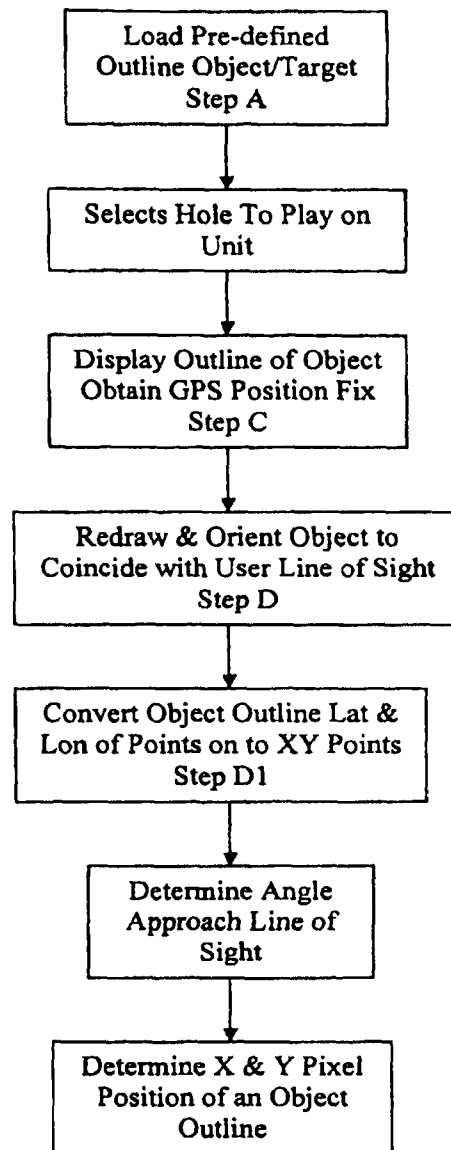 Load Pre-defined
Outline Object/Target
Step A
Selects Hole To Play on
Unit
Display Outline of Object
Obtain GPS Position Fix
Step C
Redraw & Orient Object to
Coincide with User Line of Sight
Step D
Convert Object Outline Lat &
Lon of Points on to XY Points
Step D1
Determine Angle
Approach Line of
Sight
Determine X & Y Pixel
Position of an Object
Outline